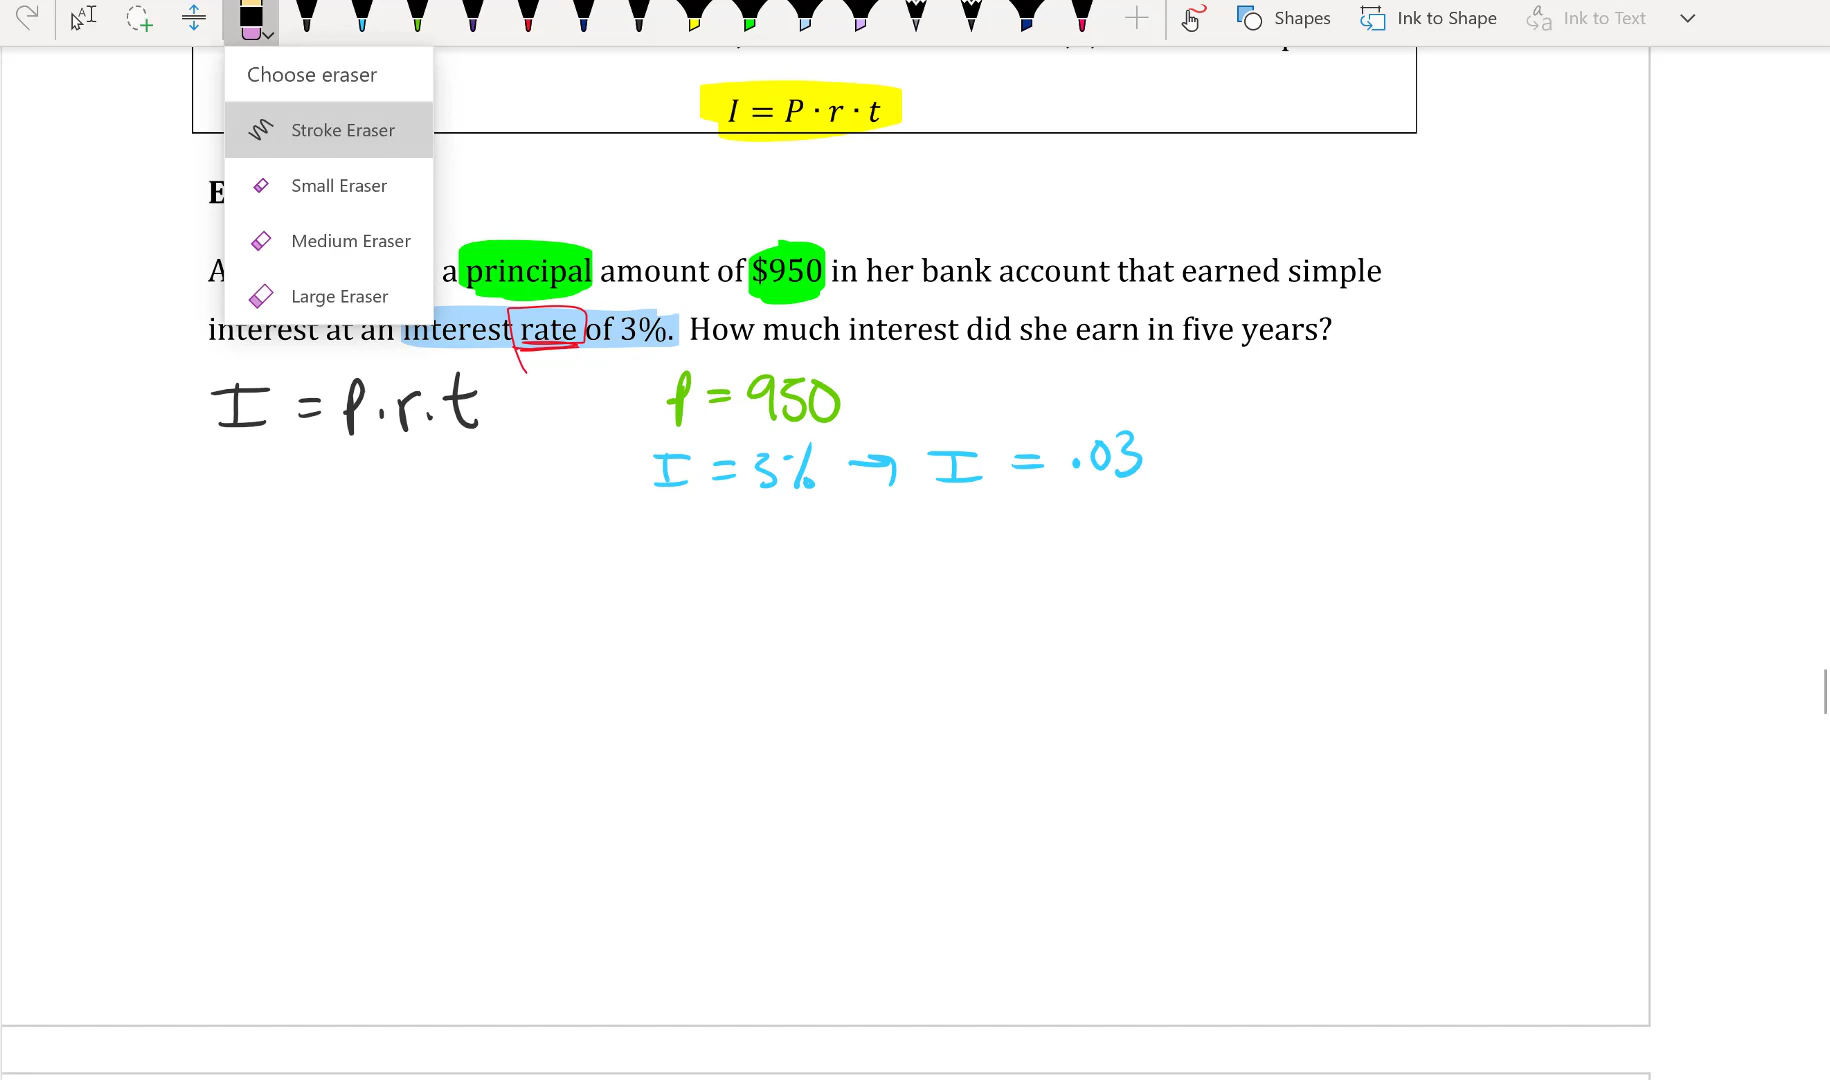 Shapes
Ink to Shape
Ink to Text
Choose eraser
Stroke Eraser
Small Eraser
Medium Eraser
Large Eraser
I = P · r · t
E
A a principal amount of $950 in her bank account that earned simple
interest at an interest rate of 3%. How much interest did she earn in five years?
I = P.r.t
P = 950
I = 3% → I = .03